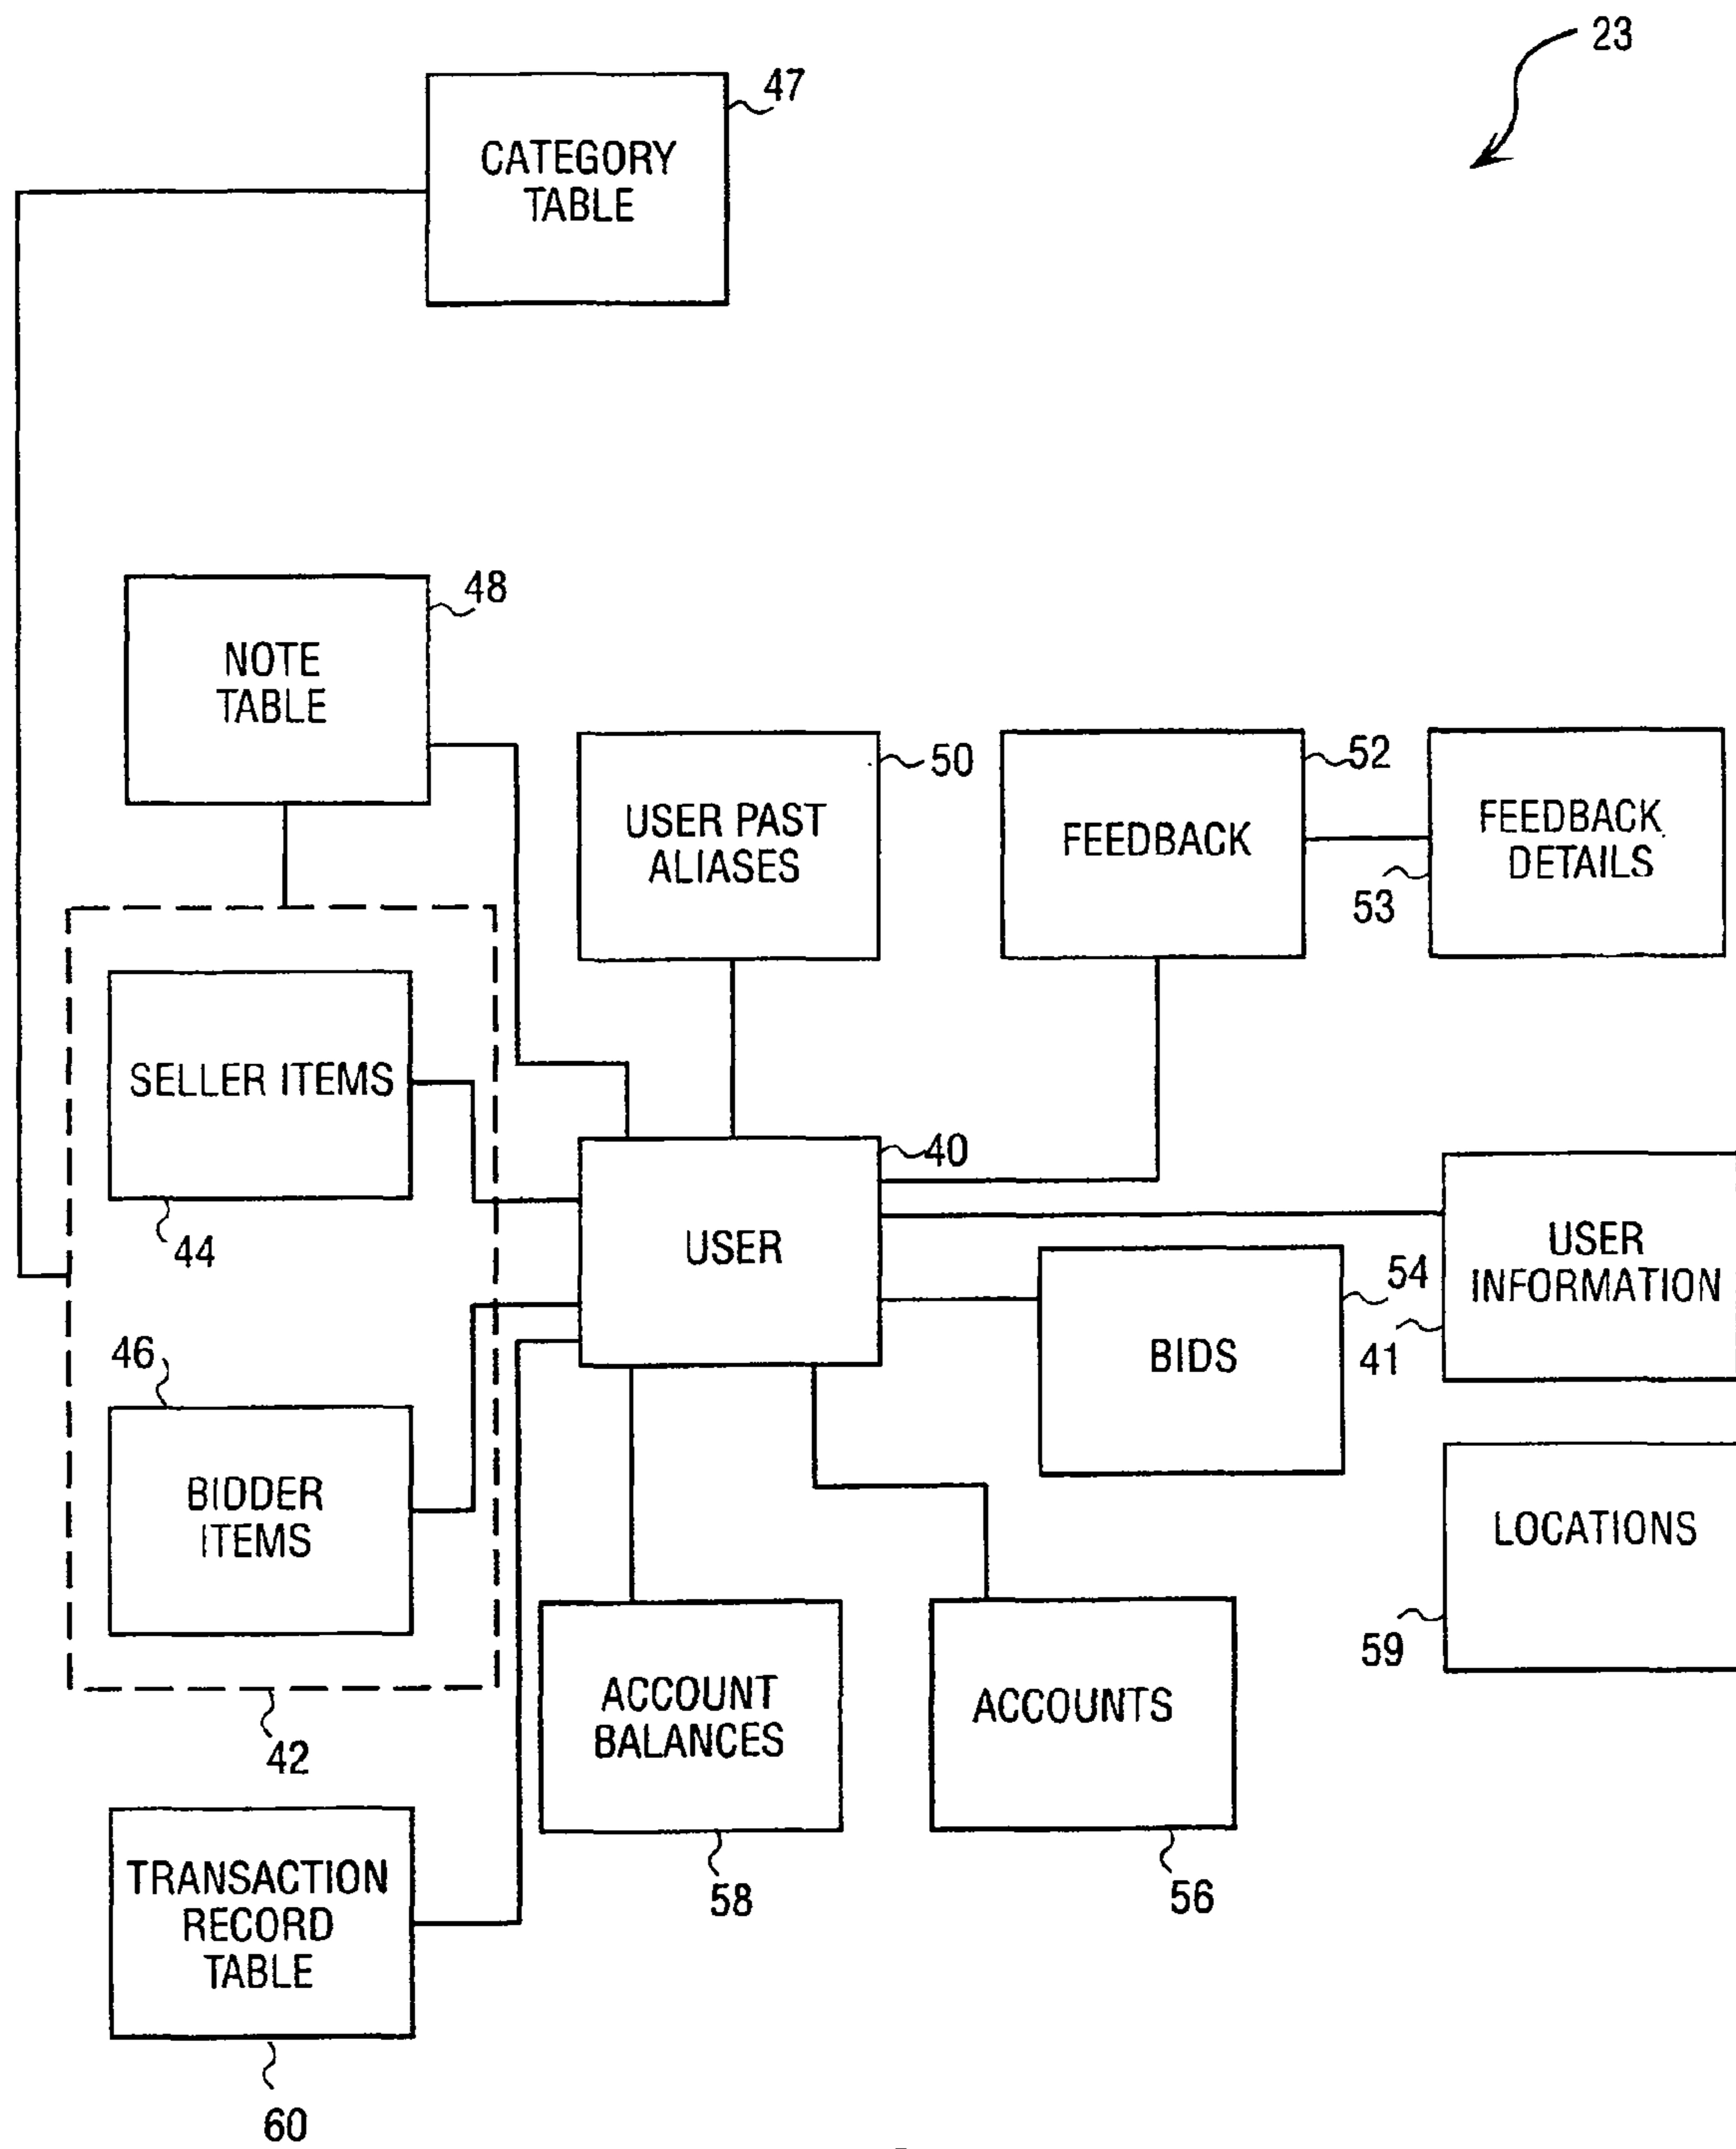 23
47
CATEGORY
TABLE
48
NOTE
TABLE
50
USER PAST
ALIASES
52
FEEDBACK
FEEDBACK
DETAILS
53
SELLER ITEMS
44
40
USER
USER
INFORMATION
41
54
BIDS
46
BIDDER
ITEMS
42
LOCATIONS
59
ACCOUNT
BALANCES
58
ACCOUNTS
56
TRANSACTION
RECORD
TABLE
60